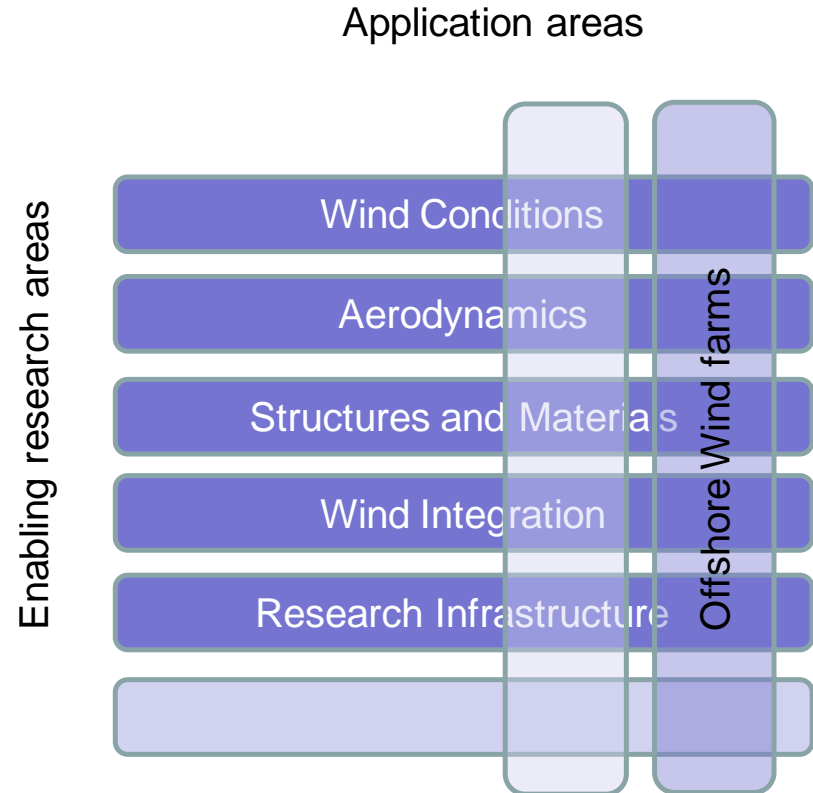 Application areas
Enabling research areas
Wind Conditions
Aerodynamics
Structures and Materials
Wind Integration
Research Infrastructure
Offshore Wind farms